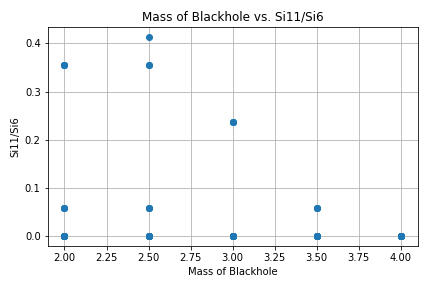 Mass of Blackhole vs. Si11/Si6
Si11/Si6
0.4
0.3
0.2
0.1
0.0
2.00 2.25 2.50 2.75 3.00 3.25 3.50 3.75 4.00
Mass of Blackhole